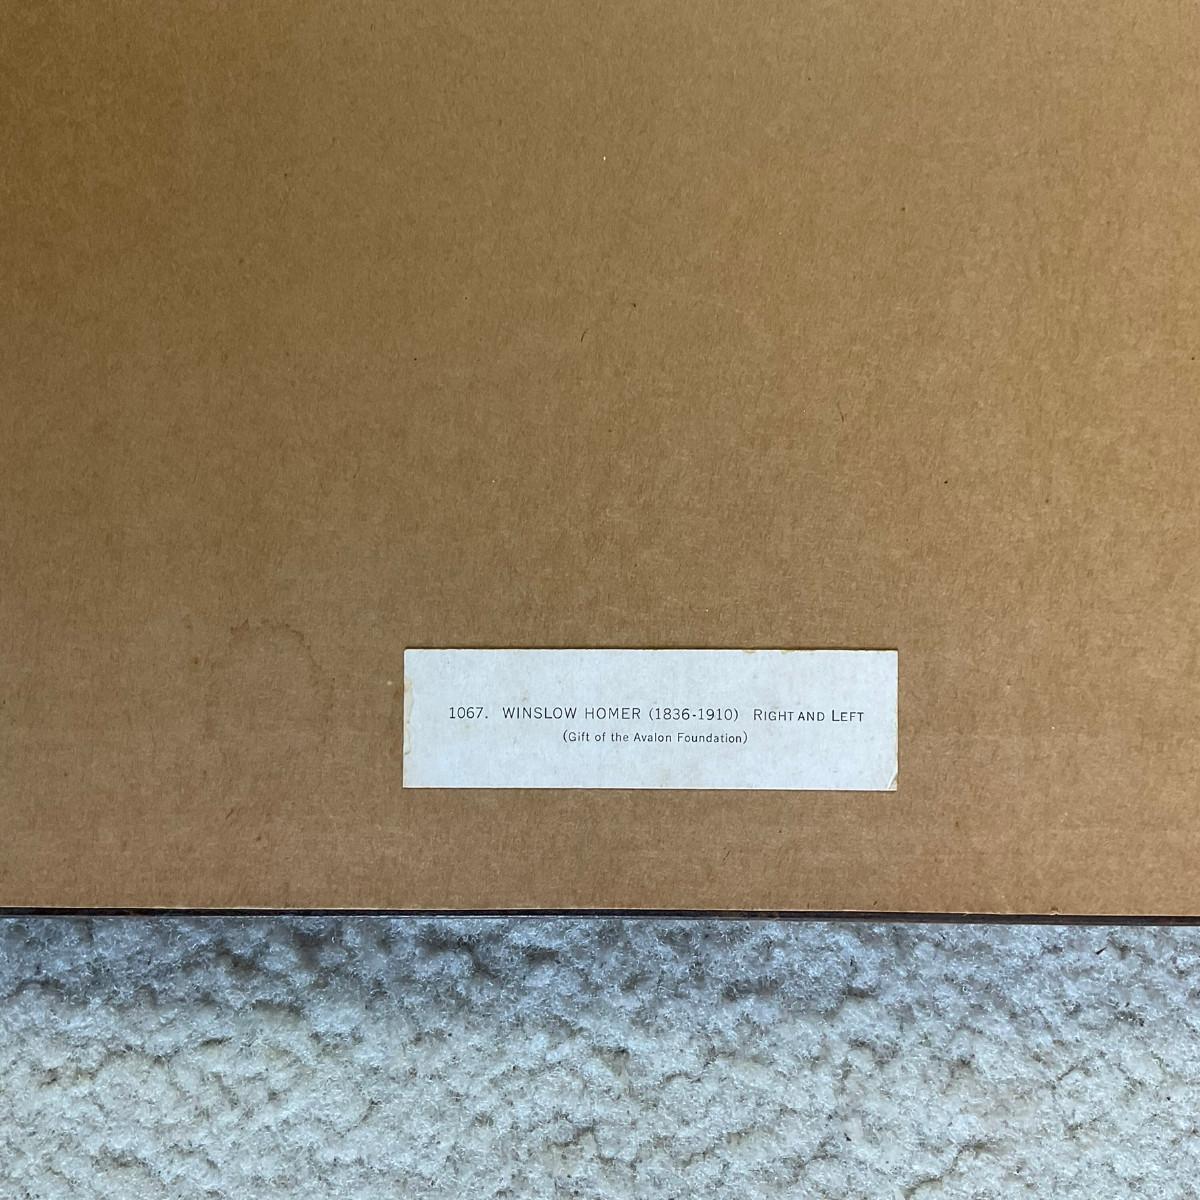 1067. WINSLOW HOMER (1836-1910) RIGHT AND LEFT
(Gift of the Avalon Foundation)